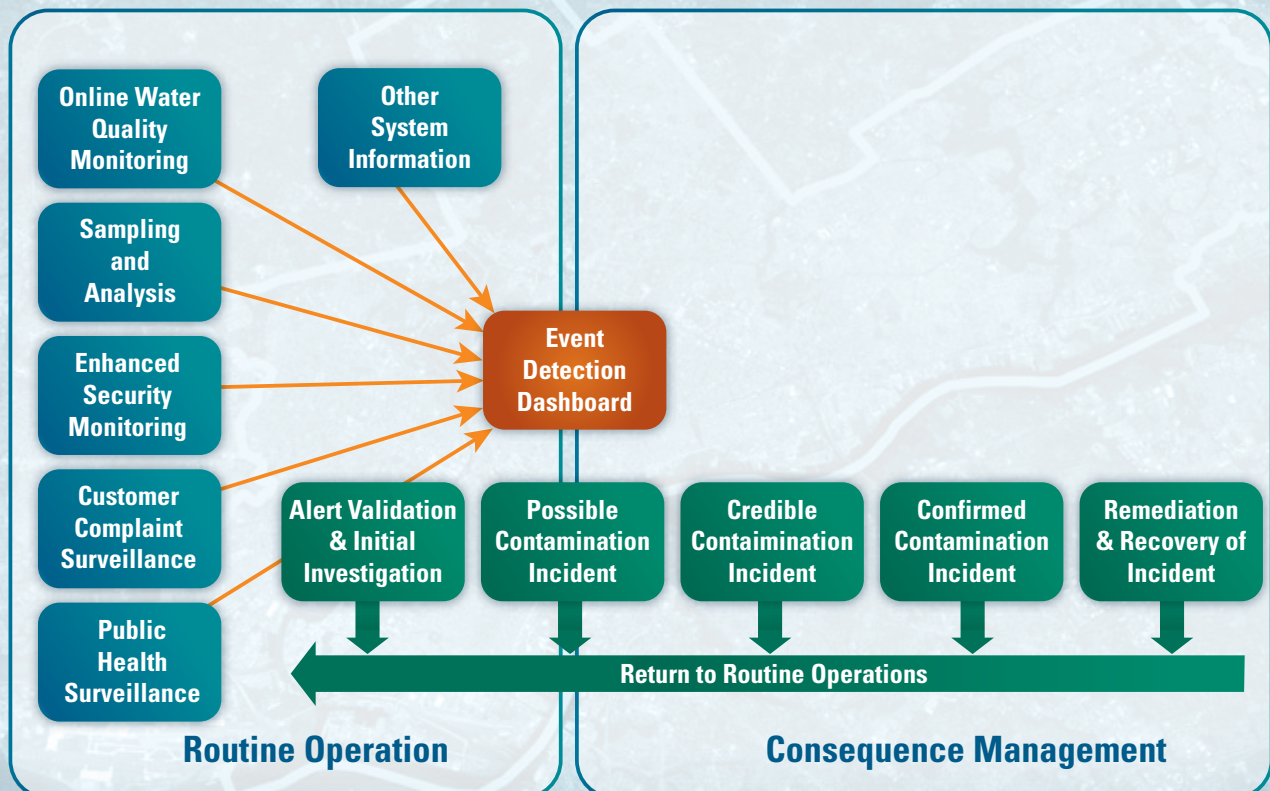 Online Water
Quality
Monitoring
Other
System
Information
Sampling
and
Analysis
Enhanced
Security
Monitoring
Event
Detection
Dashboard
Customer
Complaint
Surveillance
Public
Health
Surveillance
Alert Validation
& Initial
Investigation
Possible
Contamination
Incident
Credible
Contaimination
Incident
Confirmed
Contamination
Incident
Remediation
& Recovery of
Incident
Return to Routine Operations
Routine Operation
Consequence Management